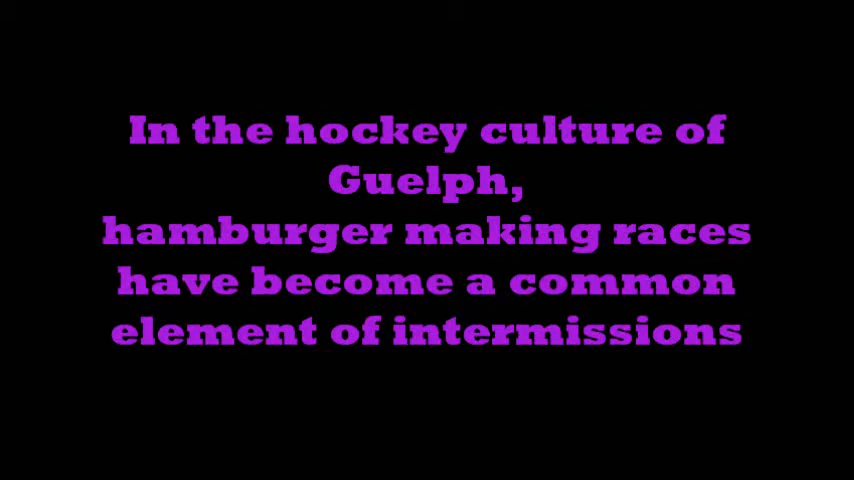 In the hockey culture of
Guelph,
hamburger making races
have become a common
element of intermissions